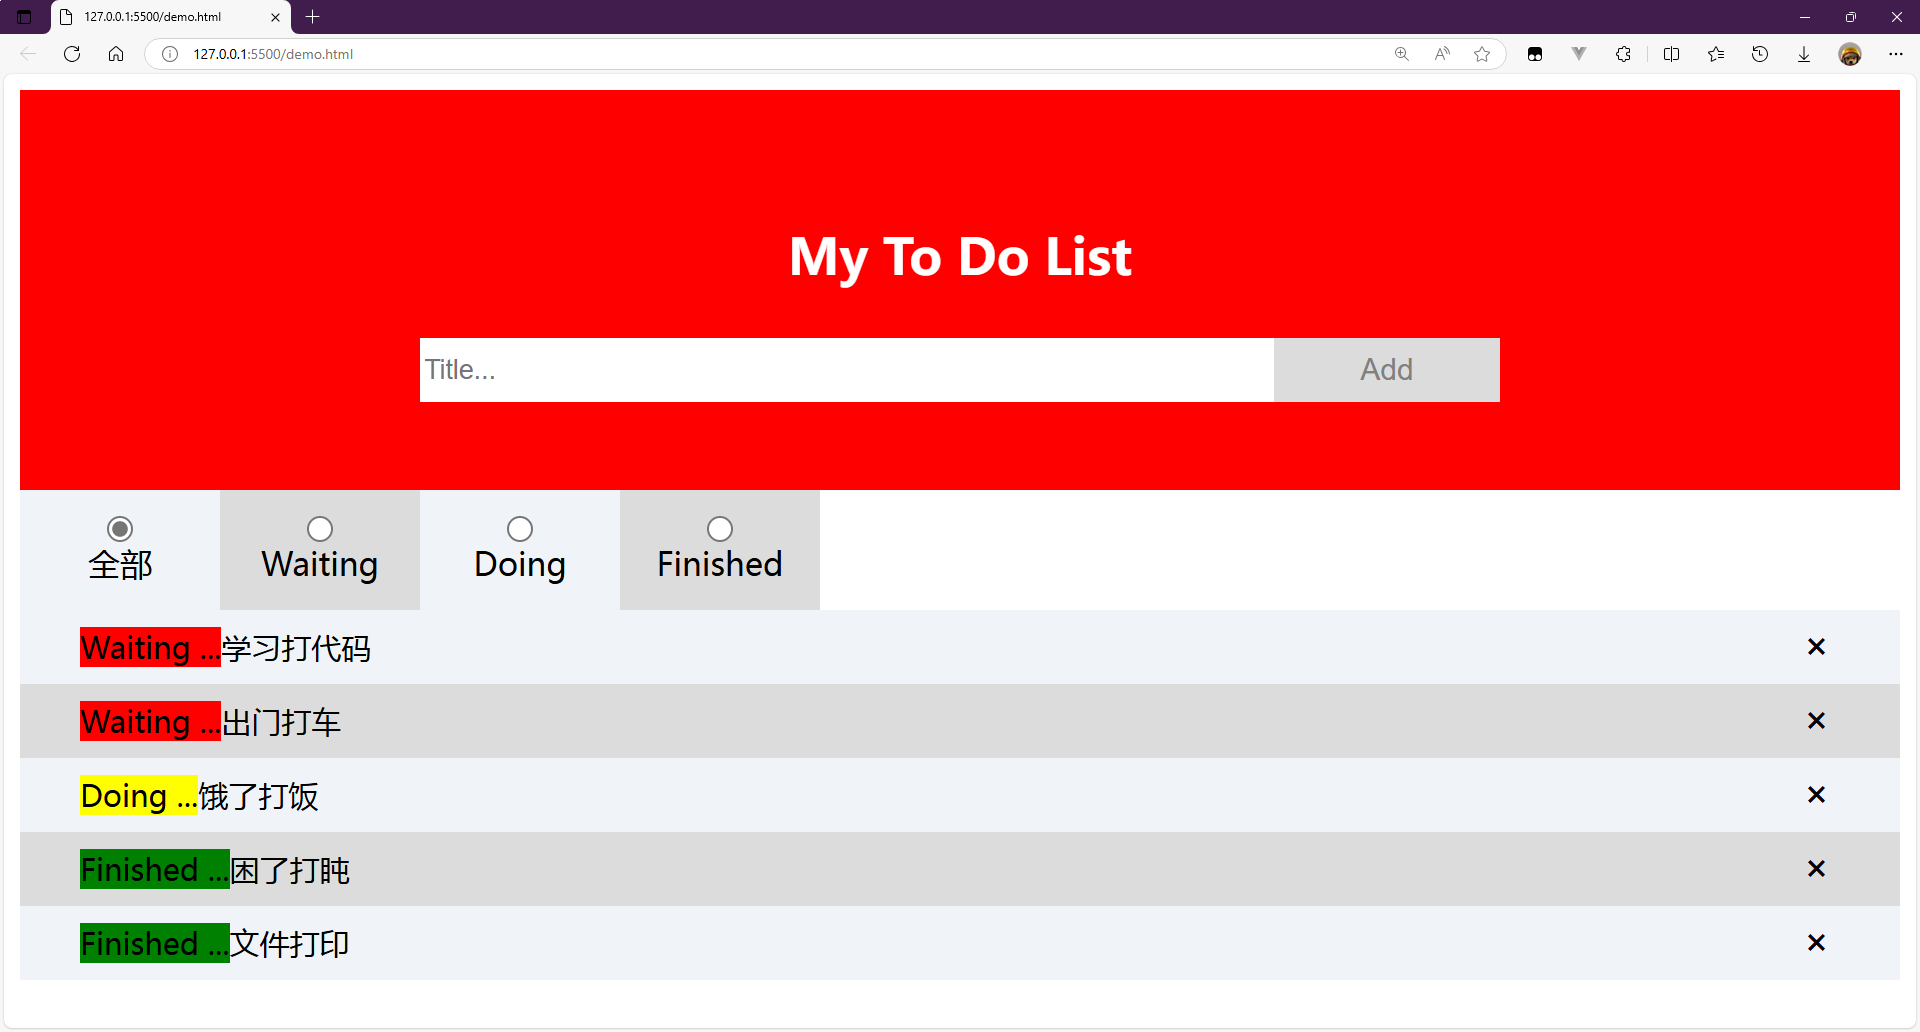 127.0.0.1:5500/demo.html
127.0.0.1:5500/demo.html
My To Do List
Title... Add
全部 Waiting Doing Finished
Waiting ...学习打代码 ×
Waiting ...出门打车 ×
Doing ...饿了打饭 ×
Finished ...困了打盹 ×
Finished ...文件打印 ×